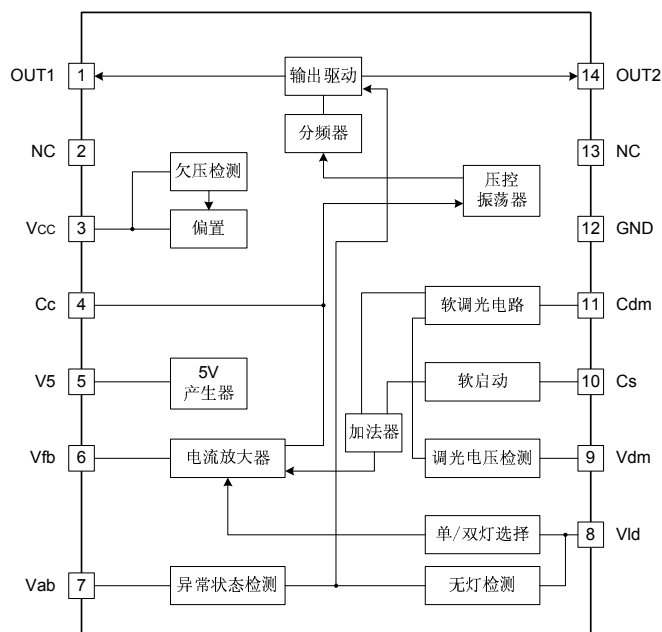 OUT1
1
输出驱动
14
OUT2
分频器
NC
2
13
NC
欠压检测
压控
振荡器
Vcc
3
偏置
12
GND
Cc
4
软调光电路
11
Cdm
V5
5
5V
产生器
软启动
10
Cs
加法器
Vfb
6
电流放大器
调光电压检测
9
Vdm
单/双灯选择
8
Vld
Vab
7
异常状态检测
无灯检测